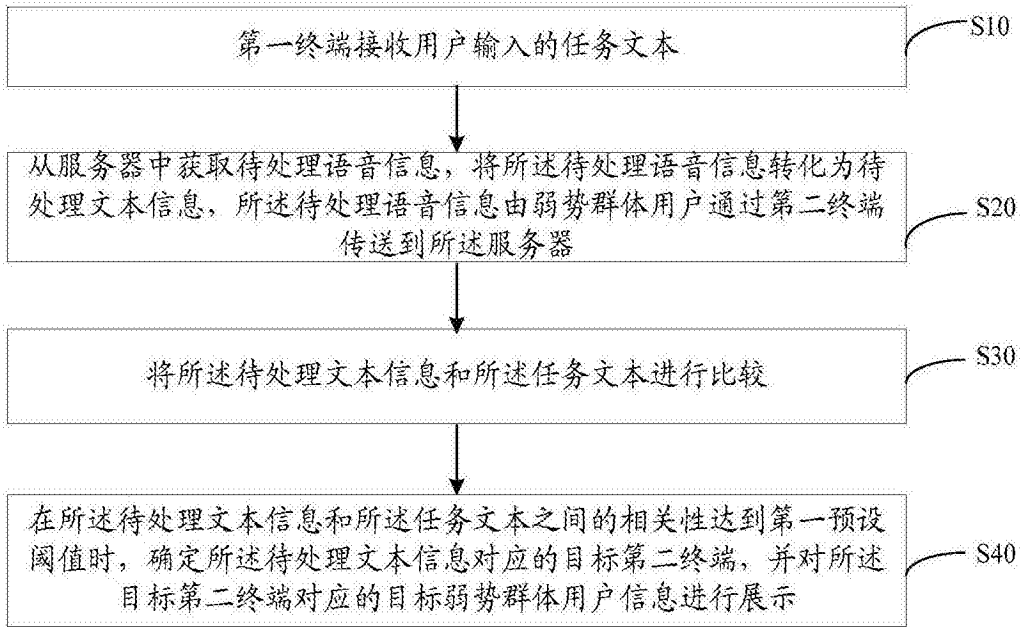 第一终端接收用户输入的任务文本
S10
从服务器中获取待处理语音信息，将所述待处理语音信息转化为待
处理文本信息，所述待处理语音信息由弱势群体用户通过第二终端
传送到所述服务器
S20
将所述待处理文本信息和所述任务文本进行比较
S30
在所述待处理文本信息和所述任务文本之间的相关性达到第一预设
阈值时，确定所述待处理文本信息对应的目标第二终端，并对所述
目标第二终端对应的目标弱势群体用户信息进行展示
S40